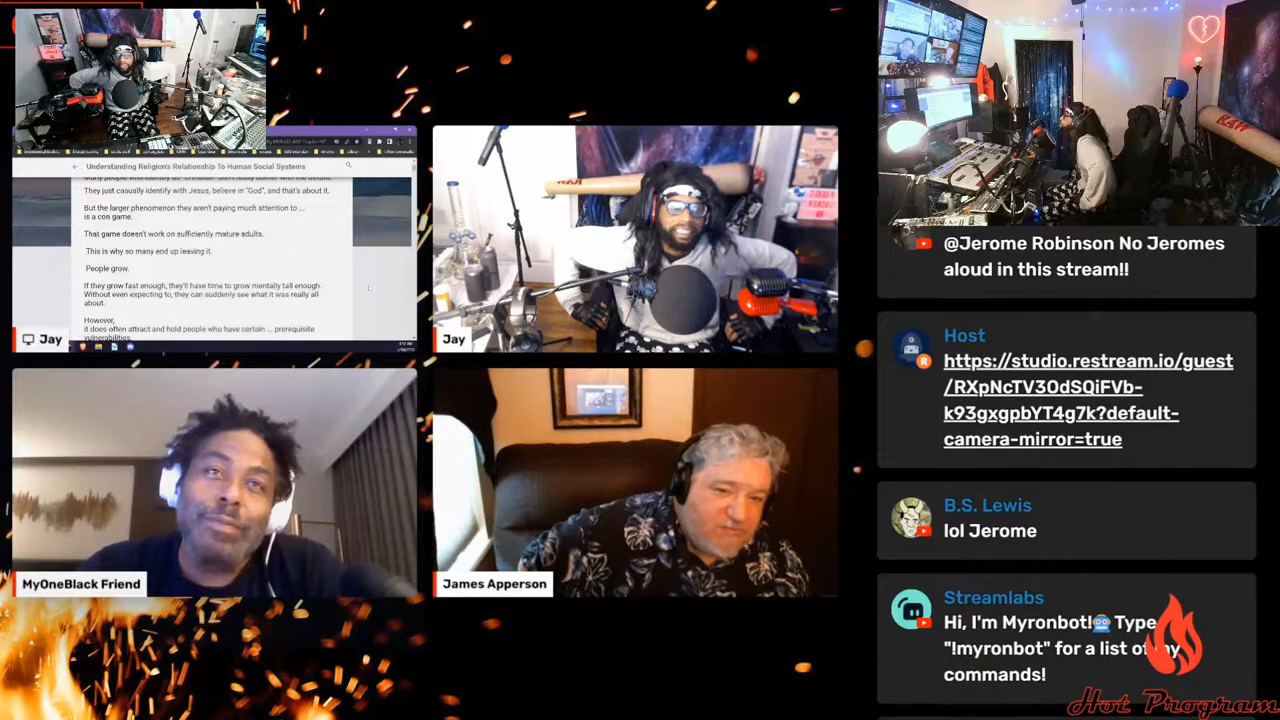 Understanding Religion's Relationship To Human Social Systems
They just casually identify with Jesus, believe in "God", and that's about it.
But the larger phenomenon they aren't paying much attention to ...
is a con game.
That game doesn't work on sufficiently mature adults.
This is why so many end up leaving it.
People grow.
If they grow fast enough, they'll have time to grow mentally tall enough.
Without even expecting to, they can suddenly see what it was really all
about.
However,
it does often attract and hold people who have certain ... prerequisite
vulnerabilities.
Jay
RAW
Jay
MyOneBlack Friend
James Apperson
RAW
@Jerome Robinson No Jeromes
aloud in this stream!!
Host
https://studio.restream.io/guest
/RXpNcTV3OdSQiFVb-
k93gxgpbYT4g7k?default-
camera-mirror=true
B.S. Lewis
lol Jerome
Streamlabs
Hi, I'm Myronbot!🤖 Type
"!myronbot" for a list of my
commands!
Hot Program